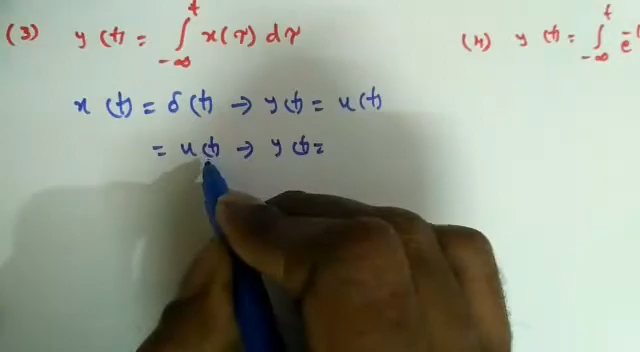 (3) y(t) = ∫_{-∞}^{t} x(τ) dτ
(4) y(t) = ∫_{-∞}^{t} e^{-(
x(t) = δ(t) → y(t) = u(t)
= u(t) → y(t) =